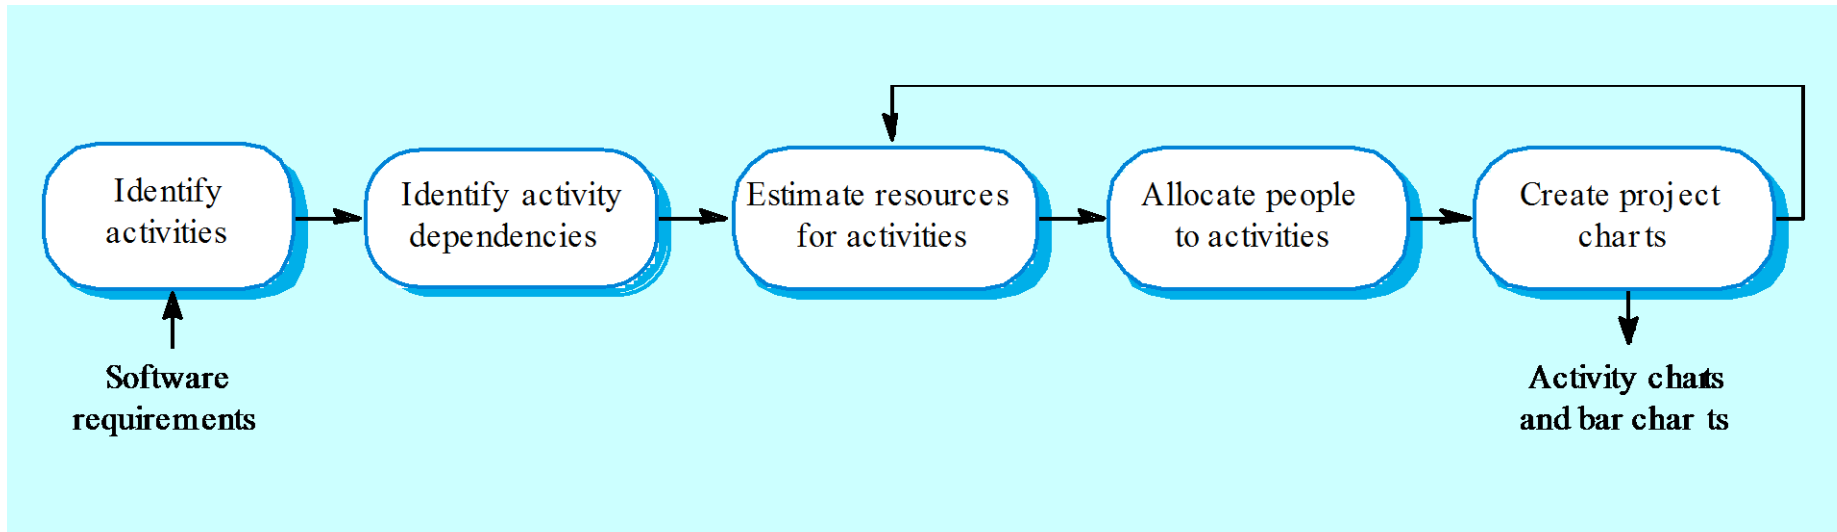 Identify
activities
Identify activity
dependencies
Estimate resources
for activities
Allocate people
to activities
Create project
charts
Software
requirements
Activity charts
and bar charts